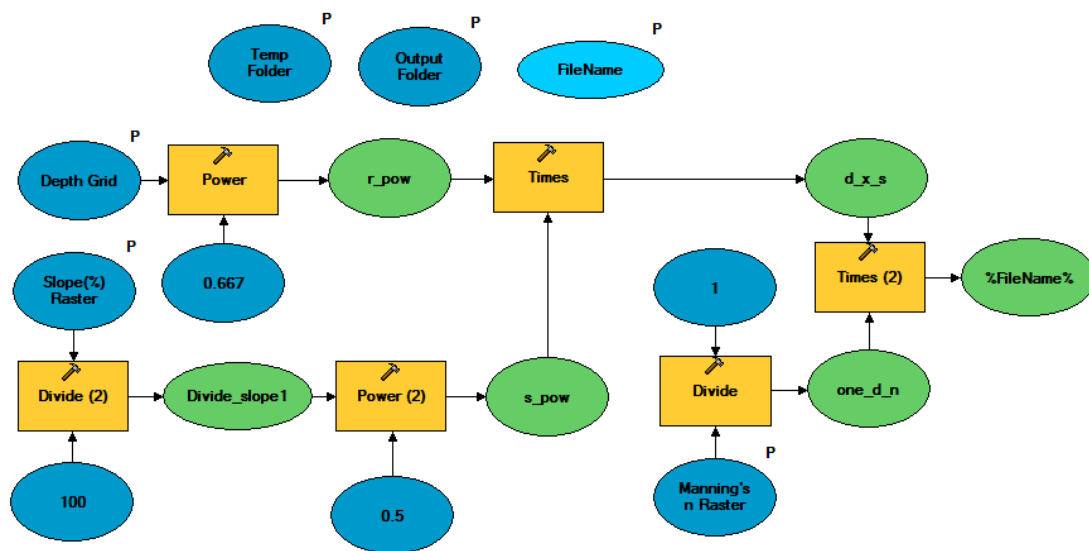 P
P
P
Temp
Folder
Output
Folder
FileName
P
Depth Grid
Power
r_pow
Times
d_x_s
P
Slope(%)
Raster
0.667
1
Times (2)
%FileName%
Divide (2)
Divide_slope1
Power (2)
s_pow
Divide
one_d_n
P
100
0.5
Manning's
n Raster